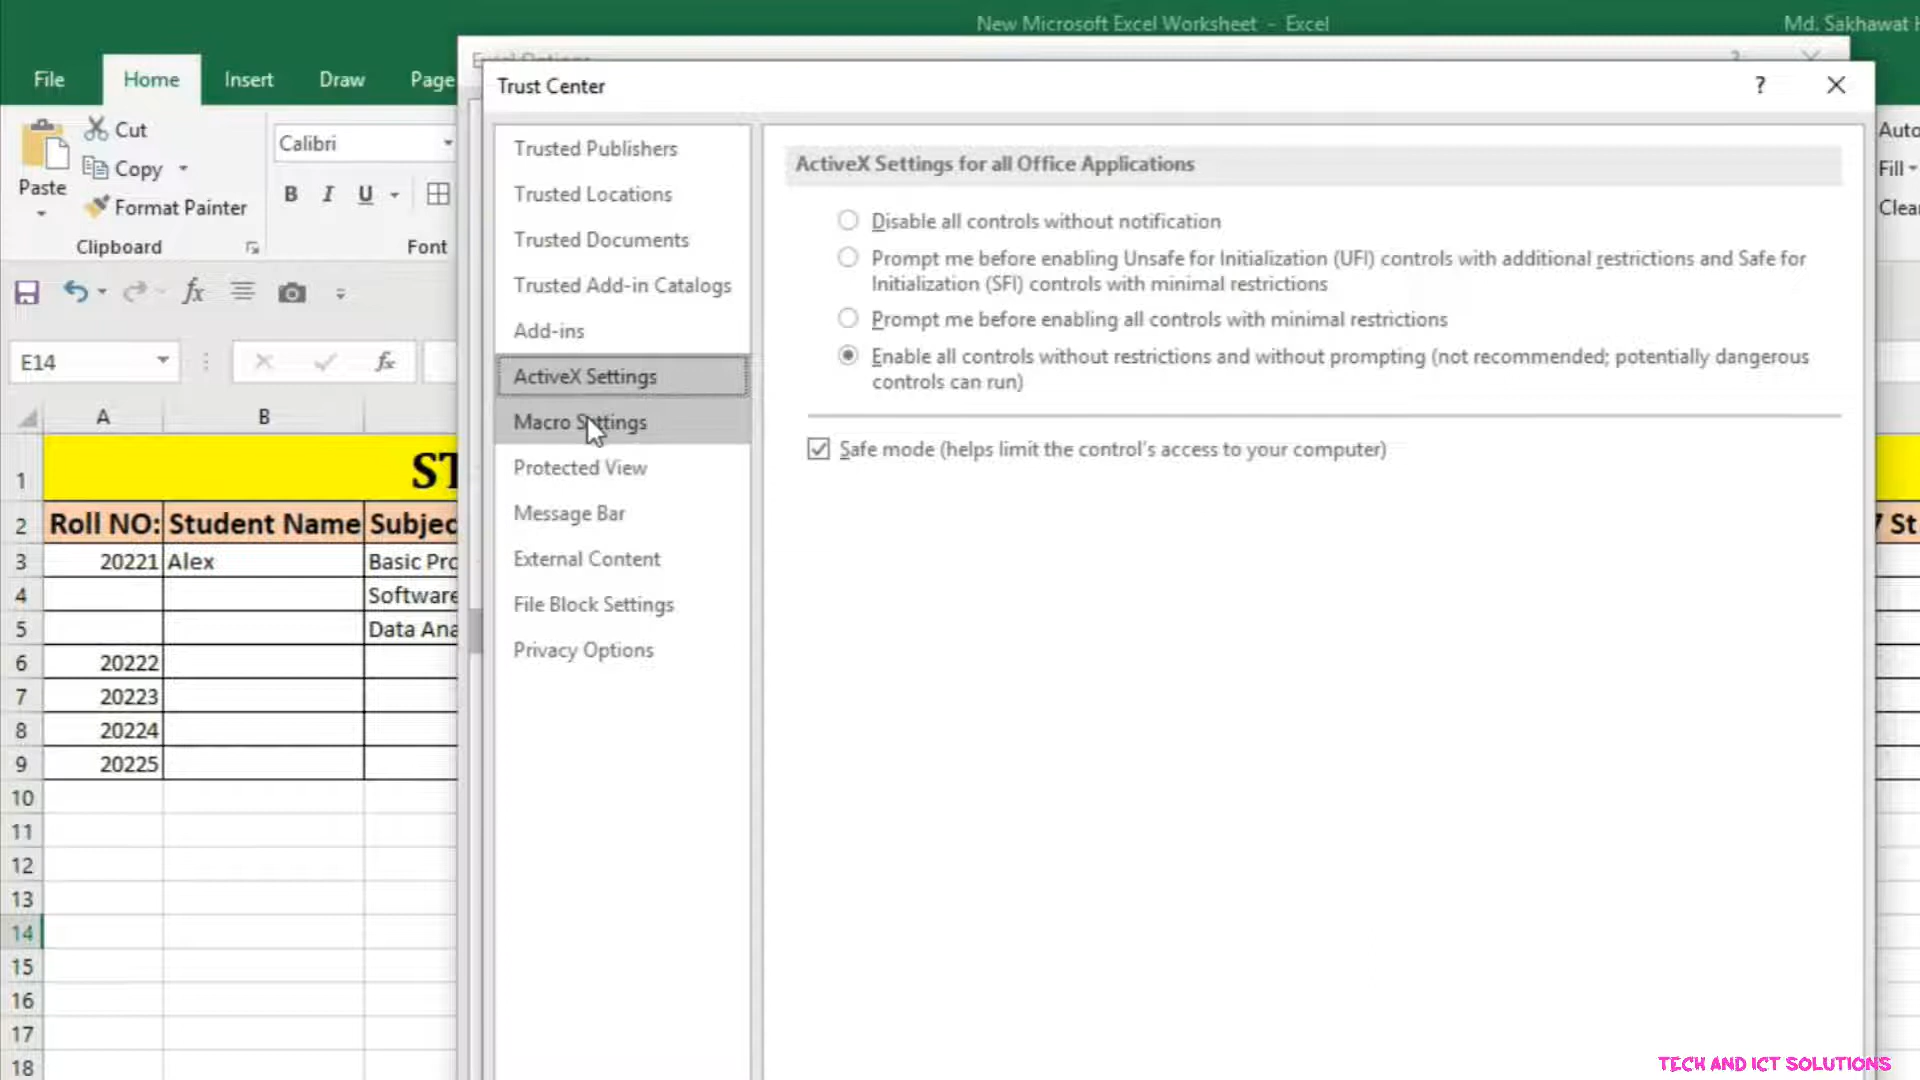 New Microsoft Excel Worksheet - Excel
Md. Sakhawat H
File
Home
Insert
Draw
Page
Excel Options
Trust Center
Cut
Copy
Paste
Format Painter
Clipboard
Calibri
B I U
Font
Auto
Fill
Clear
E14
fx
Trusted Publishers
Trusted Locations
Trusted Documents
Trusted Add-in Catalogs
Add-ins
ActiveX Settings
Macro Settings
Protected View
Message Bar
External Content
File Block Settings
Privacy Options
ActiveX Settings for all Office Applications
Disable all controls without notification
Prompt me before enabling Unsafe for Initialization (UFI) controls with additional restrictions and Safe for
Initialization (SFI) controls with minimal restrictions
Prompt me before enabling all controls with minimal restrictions
Enable all controls without restrictions and without prompting (not recommended; potentially dangerous
controls can run)
Safe mode (helps limit the control's access to your computer)
A B
1 ST
2 Roll NO: Student Name Subjec
7 St
3 20221 Alex Basic Pro
4 Software
5 Data Ana
6 20222
7 20223
8 20224
9 20225
10
11
12
13
14
15
16
17
18
TECH AND ICT SOLUTIONS